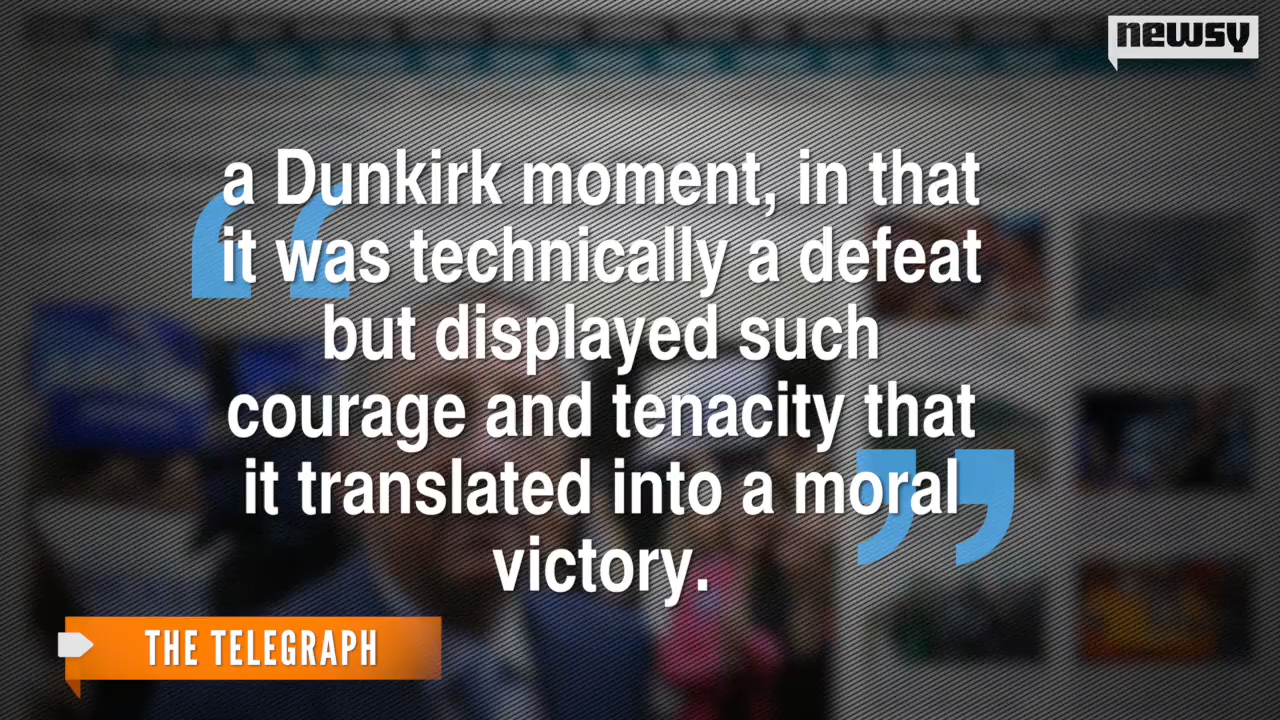 newsy
a Dunkirk moment, in that
it was technically a defeat
but displayed such
courage and tenacity that
it translated into a moral
victory.
THE TELEGRAPH